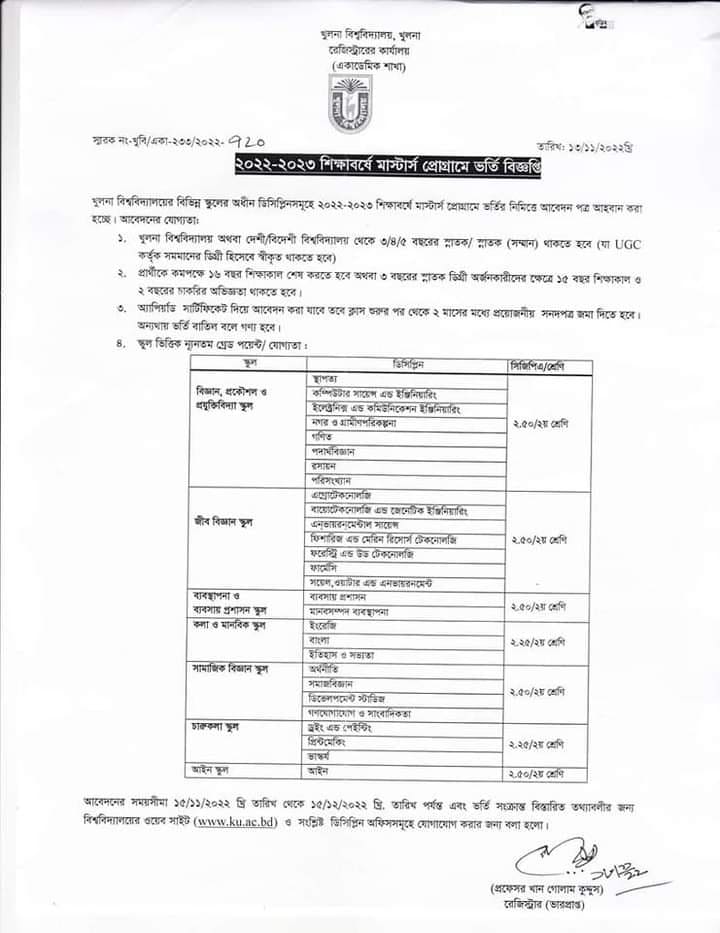 খুলনা বিশ্ববিদ্যালয়, খুলনা
রেজিস্ট্রারের কার্যালয়
(একাডেমিক শাখা)
স্মারক নং-খুবি/একা-২৩৩/২০২২- ৭২০
তারিখ: ১৩/১১/২০২২খ্রি
২০২২-২০২৩ শিক্ষাবর্ষে মাস্টার্স প্রোগ্রামে ভর্তি বিজ্ঞপ্তি
খুলনা বিশ্ববিদ্যালয়ের বিভিন্ন স্কুলের অধীন ডিসিপ্লিনসমূহে ২০২২-২০২৩ শিক্ষাবর্ষে মাস্টার্স প্রোগ্রামে ভর্তির নিমিত্তে আবেদন পত্র আহবান করা
হচ্ছে। আবেদনের যোগ্যতা:
১. খুলনা বিশ্ববিদ্যালয় অথবা দেশী/বিদেশী বিশ্ববিদ্যালয় থেকে ৩/৪/৫ বছরের স্নাতক/ স্নাতক (সম্মান) থাকতে হবে (যা UGC
কর্তৃক সমমানের ডিগ্রী হিসেবে স্বীকৃত থাকতে হবে)
২. প্রার্থীকে কমপক্ষে ১৬ বছর শিক্ষাকাল শেষ করতে হবে অথবা ৩ বছরের স্নাতক ডিগ্রী অর্জনকারীদের ক্ষেত্রে ১৫ বছর শিক্ষাকাল ও
২ বছরের চাকরির অভিজ্ঞতা থাকতে হবে।
৩. অ্যাপিয়ার্ড সার্টিফিকেট দিয়ে আবেদন করা যাবে তবে ক্লাস শুরুর পর থেকে ২ মাসের মধ্যে প্রয়োজনীয় সনদপত্র জমা দিতে হবে।
অন্যথায় ভর্তি বাতিল বলে গণ্য হবে।
৪. স্কুল ভিত্তিক ন্যূনতম গ্রেড পয়েন্ট/ যোগ্যতা :
স্কুল ডিসিপ্লিন সিজিপিএ/শ্রেণি
বিজ্ঞান, প্রকৌশল ও
প্রযুক্তিবিদ্যা স্কুল
স্থাপত্য
কম্পিউটার সায়েন্স এন্ড ইঞ্জিনিয়ারিং
ইলেক্ট্রনিক্স এন্ড কমিউনিকেশন ইঞ্জিনিয়ারিং
নগর ও গ্রামীণপরিকল্পনা
গণিত
পদার্থবিজ্ঞান
রসায়ন
পরিসংখ্যান
২.৫০/২য় শ্রেণি
জীব বিজ্ঞান স্কুল
এগ্রোটেকনোলজি
বায়োটেকনোলজি এন্ড জেনেটিক ইঞ্জিনিয়ারিং
এনভায়রনমেন্টাল সায়েন্স
ফিশারিজ এন্ড মেরিন রিসোর্স টেকনোলজি
ফরেস্ট্রি এন্ড উড টেকনোলজি
ফার্মেসি
সয়েল,ওয়াটার এন্ড এনভায়রনমেন্ট
২.৫০/২য় শ্রেণি
ব্যবস্থাপনা ও
ব্যবসায় প্রশাসন স্কুল
ব্যবসায় প্রশাসন
মানবসম্পদ ব্যবস্থাপনা
২.৫০/২য় শ্রেণি
কলা ও মানবিক স্কুল
ইংরেজি
বাংলা
ইতিহাস ও সভ্যতা
২.২৫/২য় শ্রেণি
সামাজিক বিজ্ঞান স্কুল
অর্থনীতি
সমাজবিজ্ঞান
ডিভেলপমেন্ট স্টাডিজ
গণযোগাযোগ ও সাংবাদিকতা
২.৫০/২য় শ্রেণি
চারুকলা স্কুল
ড্রইং এন্ড পেইন্টিং
প্রিন্টমেকিং
ভাস্কর্য
২.২৫/২য় শ্রেণি
আইন স্কুল আইন ২.৫০/২য় শ্রেণি
আবেদনের সময়সীমা ১৫/১১/২০২২ খ্রি তারিখ থেকে ১৫/১২/২০২২ খ্রি. তারিখ পর্যন্ত এবং ভর্তি সংক্রান্ত বিস্তারিত তথ্যাবলীর জন্য
বিশ্ববিদ্যালয়ের ওয়েব সাইট (www.ku.ac.bd) ও সংশ্লিষ্ট ডিসিপ্লিন অফিসসমূহে যোগাযোগ করার জন্য বলা হলো।
(প্রফেসর খান গোলাম কুদ্দুস)
রেজিস্ট্রার (ভারপ্রাপ্ত)